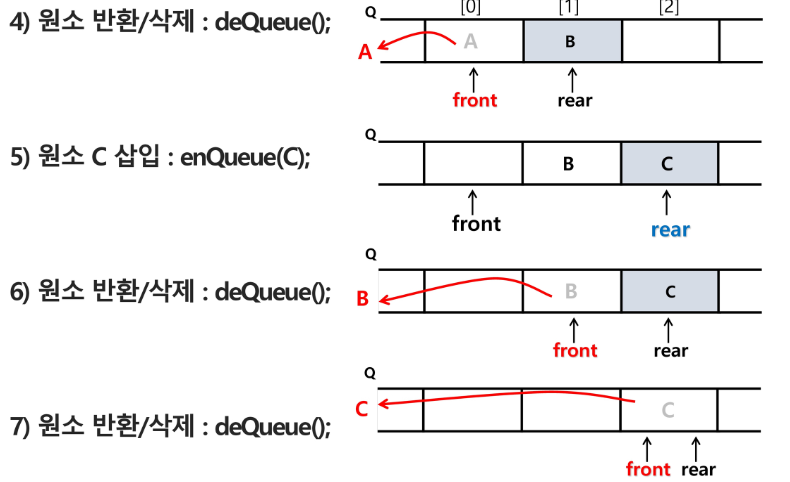 Q [0] [1] [2]
4) 원소 반환/삭제 : deQueue();
A A B
front rear
Q
5) 원소 C 삽입 : enQueue(C);
B C
front rear
Q
6) 원소 반환/삭제 : deQueue();
B B C
front rear
Q
7) 원소 반환/삭제 : deQueue();
C C
front rear